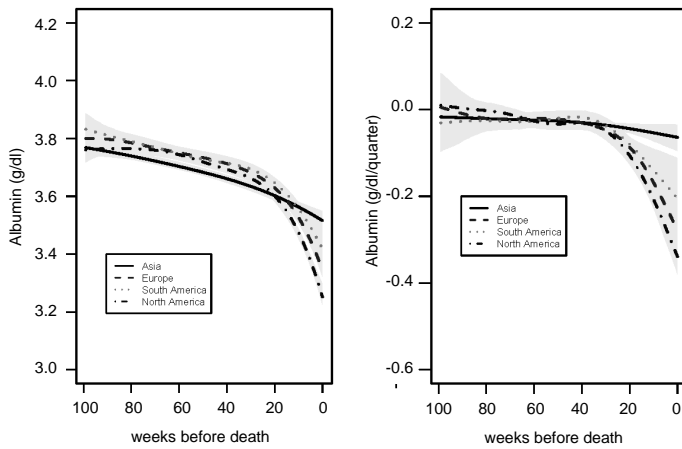 4.2
4.0
3.8
3.6
3.4
3.2
3.0
Albumin (g/dl)
Asia
Europe
South America
North America
100 80 60 40 20 0
weeks before death
0.2
0.0
-0.2
-0.4
-0.6
-
Albumin (g/dl/quarter)
Asia
Europe
South America
North America
100 80 60 40 20 0
weeks before death